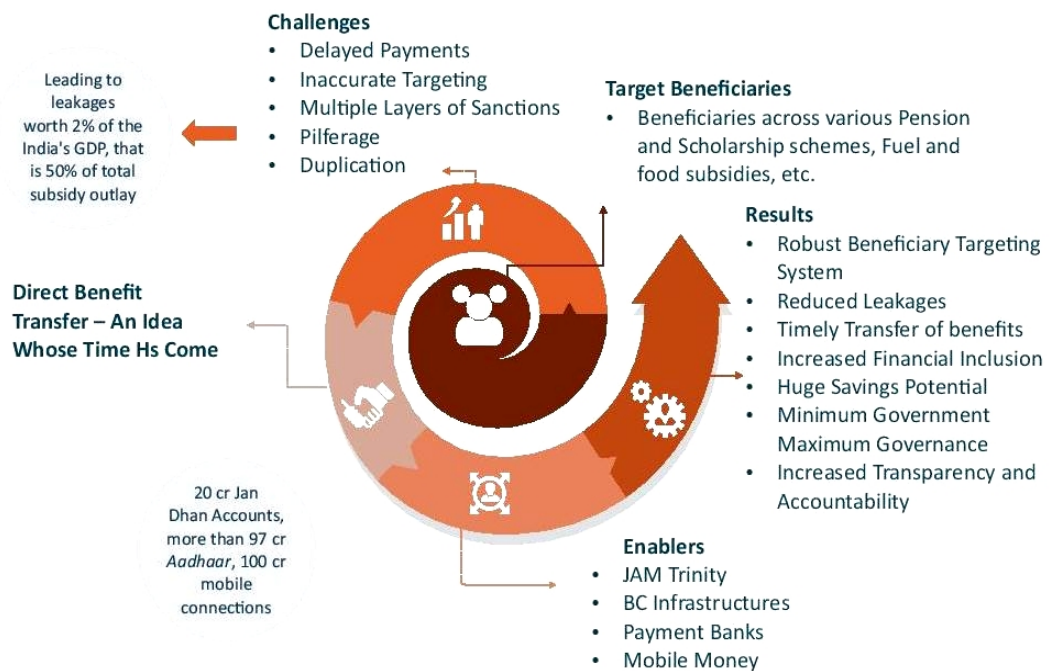 Challenges
• Delayed Payments
• Inaccurate Targeting
• Multiple Layers of Sanctions
• Pilferage
• Duplication
Leading to
leakages
worth 2% of the
India's GDP, that
is 50% of total
subsidy outlay
Target Beneficiaries
• Beneficiaries across various Pension
and Scholarship schemes, Fuel and
food subsidies, etc.
Results
• Robust Beneficiary Targeting
System
• Reduced Leakages
• Timely Transfer of benefits
• Increased Financial Inclusion
• Huge Savings Potential
• Minimum Government
Maximum Governance
• Increased Transparency and
Accountability
Direct Benefit
Transfer – An Idea
Whose Time Hs Come
20 cr Jan
Dhan Accounts,
more than 97 cr
Aadhaar, 100 cr
mobile
connections
Enablers
• JAM Trinity
• BC Infrastructures
• Payment Banks
• Mobile Money